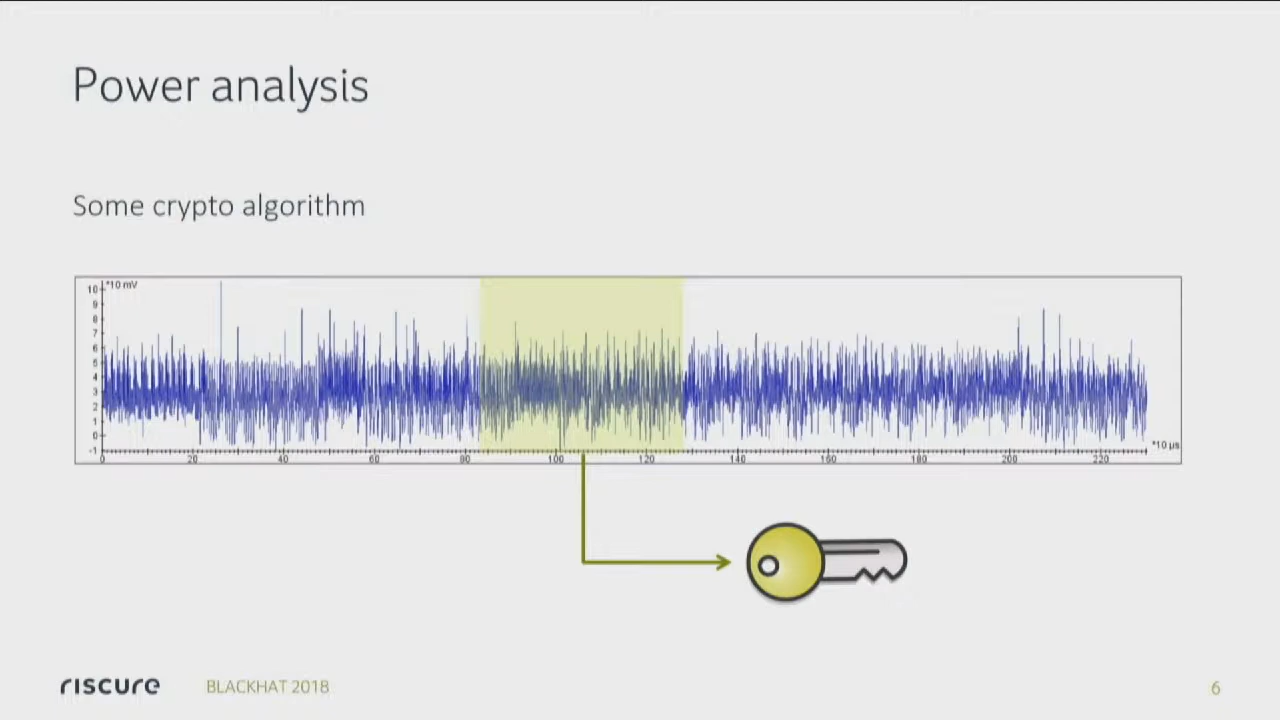 Power analysis
Some crypto algorithm
*10 mV
10
9
8
7
6
5
4
3
2
1
0
-1
0 20 40 60 80 100 120 140 160 180 200 220
*10 µs
riscure BLACKHAT 2018 6